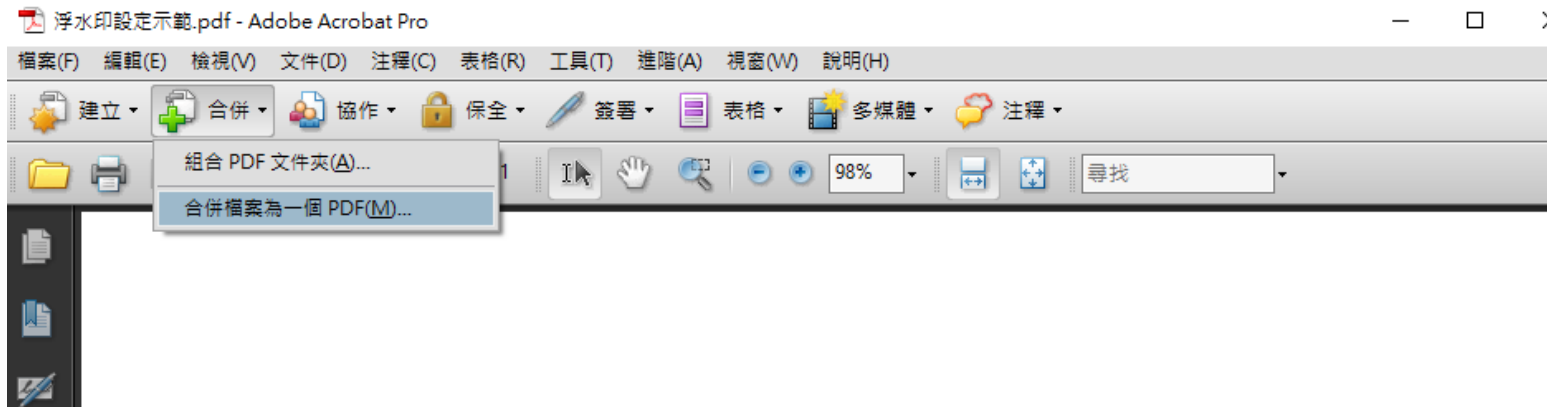 浮水印設定示範.pdf - Adobe Acrobat Pro
檔案(F) 編輯(E) 檢視(V) 文件(D) 注釋(C) 表格(R) 工具(T) 進階(A) 視窗(W) 說明(H)
建立 合併 協作 保全 簽署 表格 多媒體 注釋
組合 PDF 文件夾(A)...
1 98% 尋找
合併檔案為一個 PDF(M)...